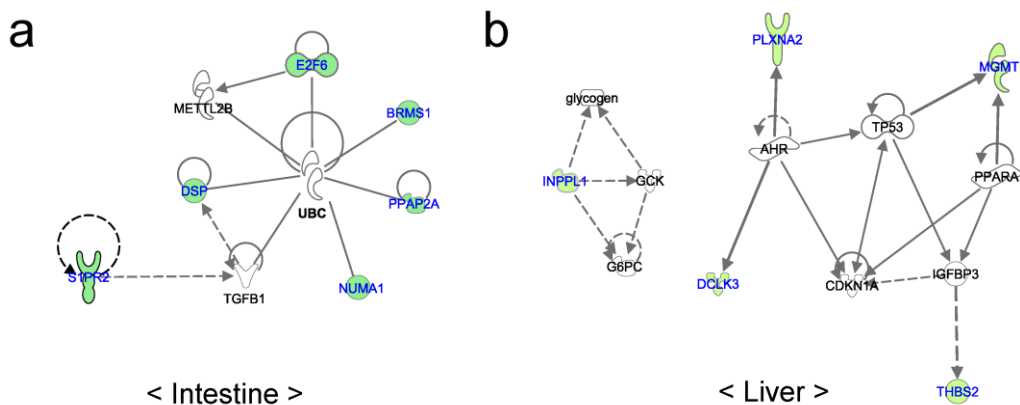 a
E2F6
METTL2B
BRMS1
DSP
PPAP2A
UBC
S1PR2
TGFB1
NUMA1
< Intestine >
b
PLXNA2
MGMT
glycogen
TP53
AHR
INPPL1
GCK
PPARA
G6PC
DCLK3
CDKN1A
IGFBP3
THBS2
< Liver >